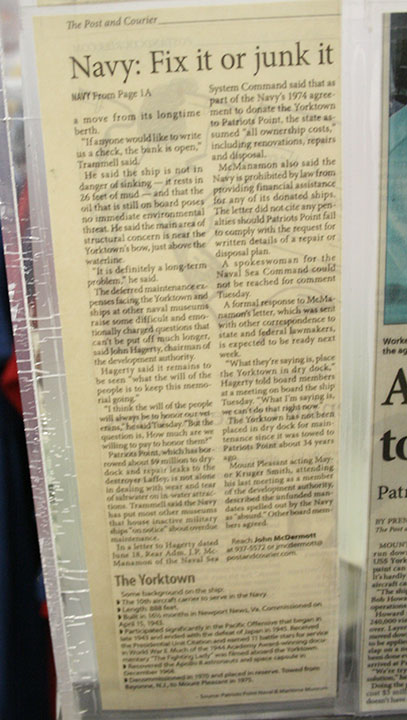 The Post and Courier
Navy: Fix it or junk it
NAVY From Page 1A
a move from its longtime
berth.
"If anyone would like to write
us a check, the bank is open,"
Trammell said.
He said the ship is not in
danger of sinking — it rests in
26 feet of mud — and that the
oil that is still on board poses
no immediate environmental
threat. He said the main area of
structural concern is near the
Yorktown's bow, just above the
waterline.
"It is definitely a long-term
problem," he said.
The deferred maintenance ex-
penses facing the Yorktown and
ships at other naval museums
raise some difficult and emo-
tionally charged questions that
can't be put off much longer,
said John Hagerty, chairman of
the development authority.
Hagerty said it remains to
be seen "what the will of the
people is to keep this memo-
rial going."
"I think the will of the people
will always be to honor our vet-
erans," he said Tuesday. "But the
question is, How much are we
willing to pay to honor them?"
Patriots Point, which has bor-
rowed about $9 million to dry-
dock and repair leaks to the
destroyer Laffey, is not alone
in dealing with wear and tear
of saltwater on in-water attrac-
tions. Trammell said the Navy
has put most other museums
that house inactive military
ships "on notice" about overdue
maintenance.
In a letter to Hagerty dated
June 18, Rear Adm. J.P. Mc-
Manamon of the Naval Sea
System Command said that as
part of the Navy's 1974 agree-
ment to donate the Yorktown
to Patriots Point, the state as-
sumed "all ownership costs,"
including renovations, repairs
and disposal.
McManamon also said the
Navy is prohibited by law from
providing financial assistance
for any of its donated ships.
The letter did not cite any pen-
alties should Patriots Point fail
to comply with the request for
written details of a repair or
disposal plan.
A spokeswoman for the
Naval Sea Command could
not be reached for comment
Tuesday.
A formal response to McMa-
namon's letter, which was sent
with other correspondence to
state and federal lawmakers,
is expected to be ready next
week.
"What they're saying is, place
the Yorktown in dry dock,"
Hagerty told board members
at a meeting on board the ship
Tuesday. "What I'm saying is,
we can't do that right now."
The Yorktown has not been
placed in dry dock for main-
tenance since it was towed to
Patriots Point about 34 years
ago.
Mount Pleasant acting May-
or Kruger Smith, attending
his last meeting as a member
of the development authority,
described the unfunded man-
dates spelled out by the Navy
as "absurd." Other board mem-
bers agreed.
Reach John McDermott
at 937-5572 or jmcdermott@
postandcourier.com.
The Yorktown
Some background on the ship:
The 10th aircraft carrier to serve in the Navy.
Length: 888 feet.
Built in 16½ months in Newport News, Va. Commissioned on
April 15, 1943.
Participated significantly in the Pacific Offensive that began in
late 1943 and ended with the defeat of Japan in 1945. Received
the Presidential Unit Citation and earned 11 battle stars for service
in World War II. Much of the 1944 Academy Award-winning docu-
mentary "The Fighting Lady" was filmed aboard the Yorktown.
Recovered the Apollo 8 astronauts and space capsule in
December 1968.
Decommissioned in 1970 and placed in reserve. Towed from
Bayonne, N.J., to Mount Pleasant in 1975.
Source: Patriots Point Naval & Maritime Museum
the ag
A
to
Patri
BY PREN
The Post
MOUN